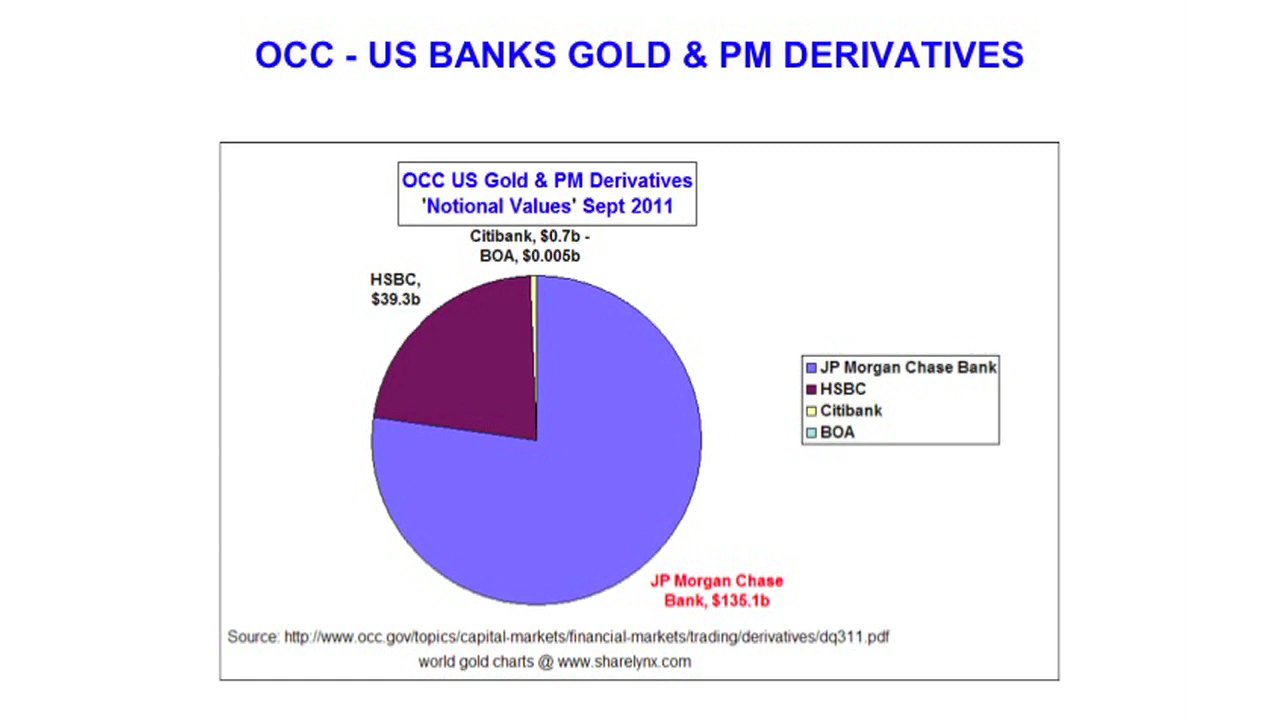 OCC - US BANKS GOLD & PM DERIVATIVES
OCC US Gold & PM Derivatives
'Notional Values' Sept 2011
Citibank, $0.7b -
BOA, $0.005b
HSBC,
$39.3b
JP Morgan Chase Bank
HSBC
Citibank
BOA
JP Morgan Chase
Bank, $135.1b
Source: http://www.occ.gov/topics/capital-markets/financial-markets/trading/derivatives/dq311.pdf
world gold charts @ www.sharelynx.com